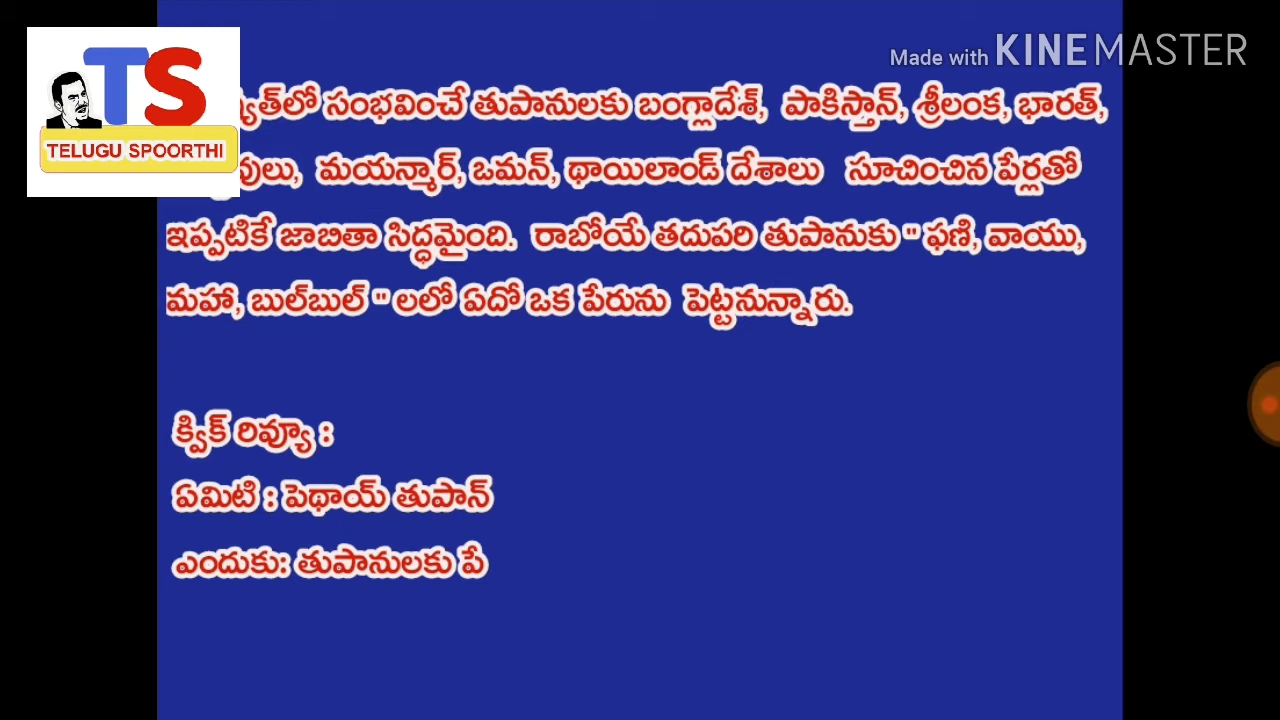 Made with KINEMASTER
TS
TELUGU SPOORTHI
సంభవించే తుపానులకు బంగ్లాదేశ్, పాకిస్తాన్, శ్రీలంక, భారత్,
మయన్మార్, ఒమన్, థాయిలాండ్ దేశాలు సూచించిన పేర్లతో
ఇప్పటికే జాబితా సిద్ధమైంది. రాబోయే తదుపరి తుపానుకు " ఫణి, వాయు,
మహా, బుల్‌బుల్ " లలో ఏదో ఒక పేరును పెట్టనున్నారు.
క్విక్ రివ్యూ :
ఏమిటి : పెథాయ్ తుపాన్
ఎందుకు: తుపానులకు పే